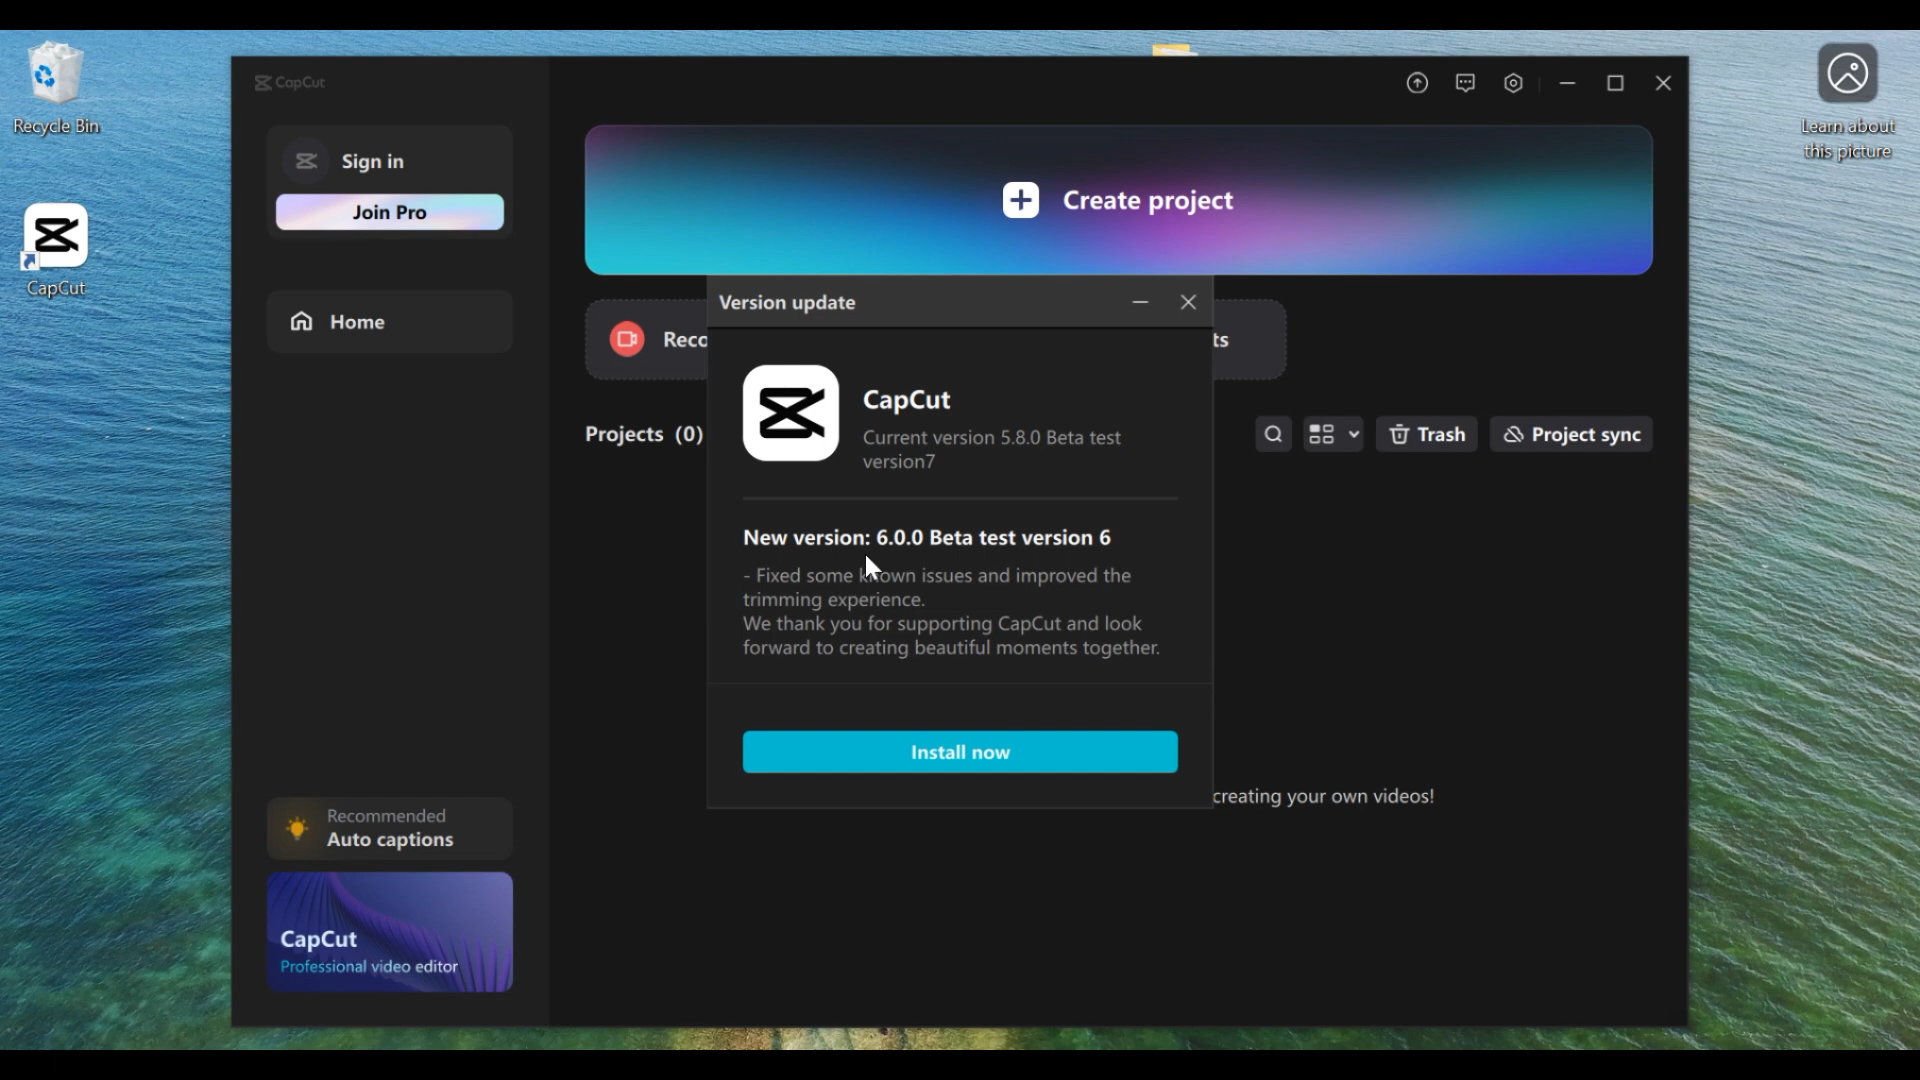 Recycle Bin
CapCut
Learn about
this picture
CapCut
Sign in
Join Pro
Home
Recommended
Auto captions
CapCut
Professional video editor
Create project
Reco
ts
Projects (0)
Trash
Project sync
Version update
CapCut
Current version 5.8.0 Beta test
version7
New version: 6.0.0 Beta test version 6
- Fixed some known issues and improved the
trimming experience.
We thank you for supporting CapCut and look
forward to creating beautiful moments together.
Install now
creating your own videos!